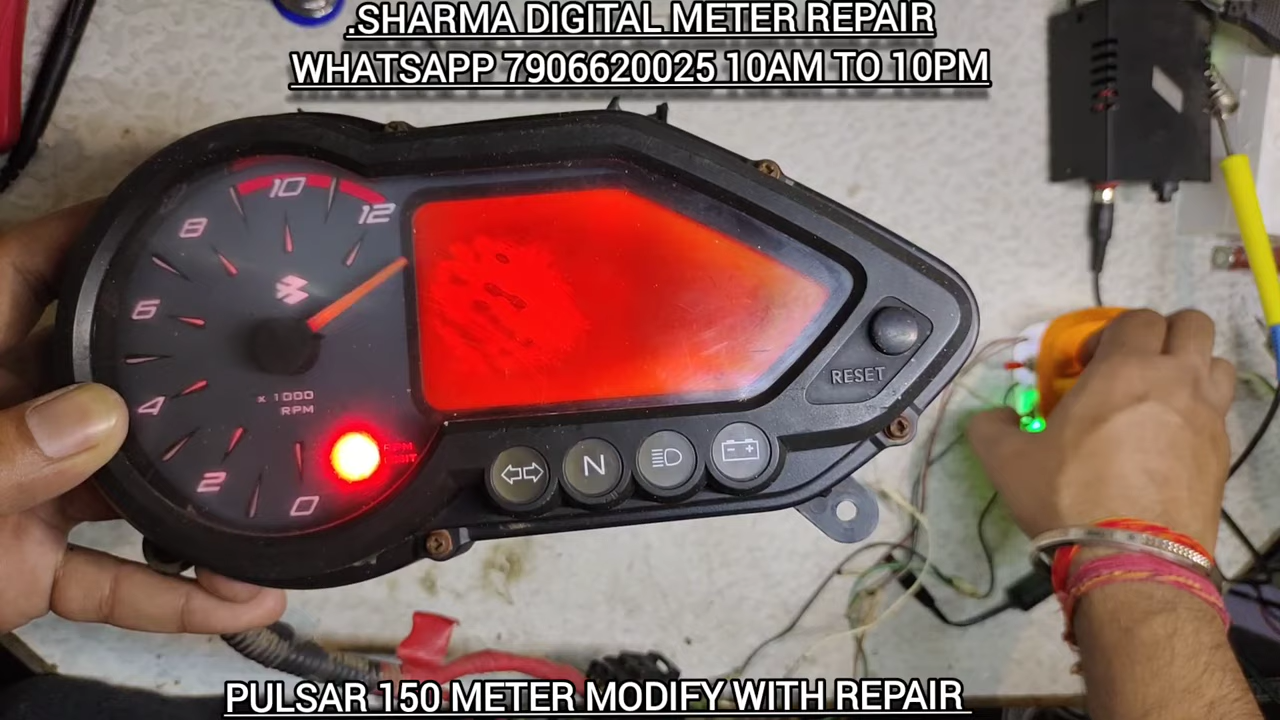 .SHARMA DIGITAL METER REPAIR
WHATSAPP 7906620025 10AM TO 10PM
10
12
8
6
4
2
0
x 1000
RPM
RESET
N
PULSAR 150 METER MODIFY WITH REPAIR